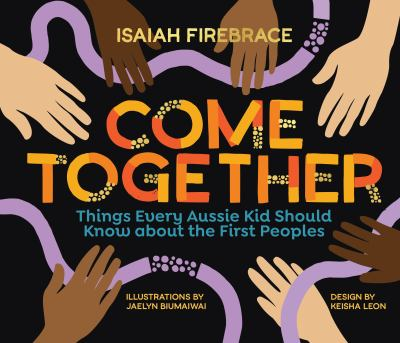 ISAIAH FIREBRACE
COME
TOGETHER
Things Every Aussie Kid Should
Know about the First Peoples
ILLUSTRATIONS BY
JAELYN BIUMAIWAI
DESIGN BY
KEISHA LEON